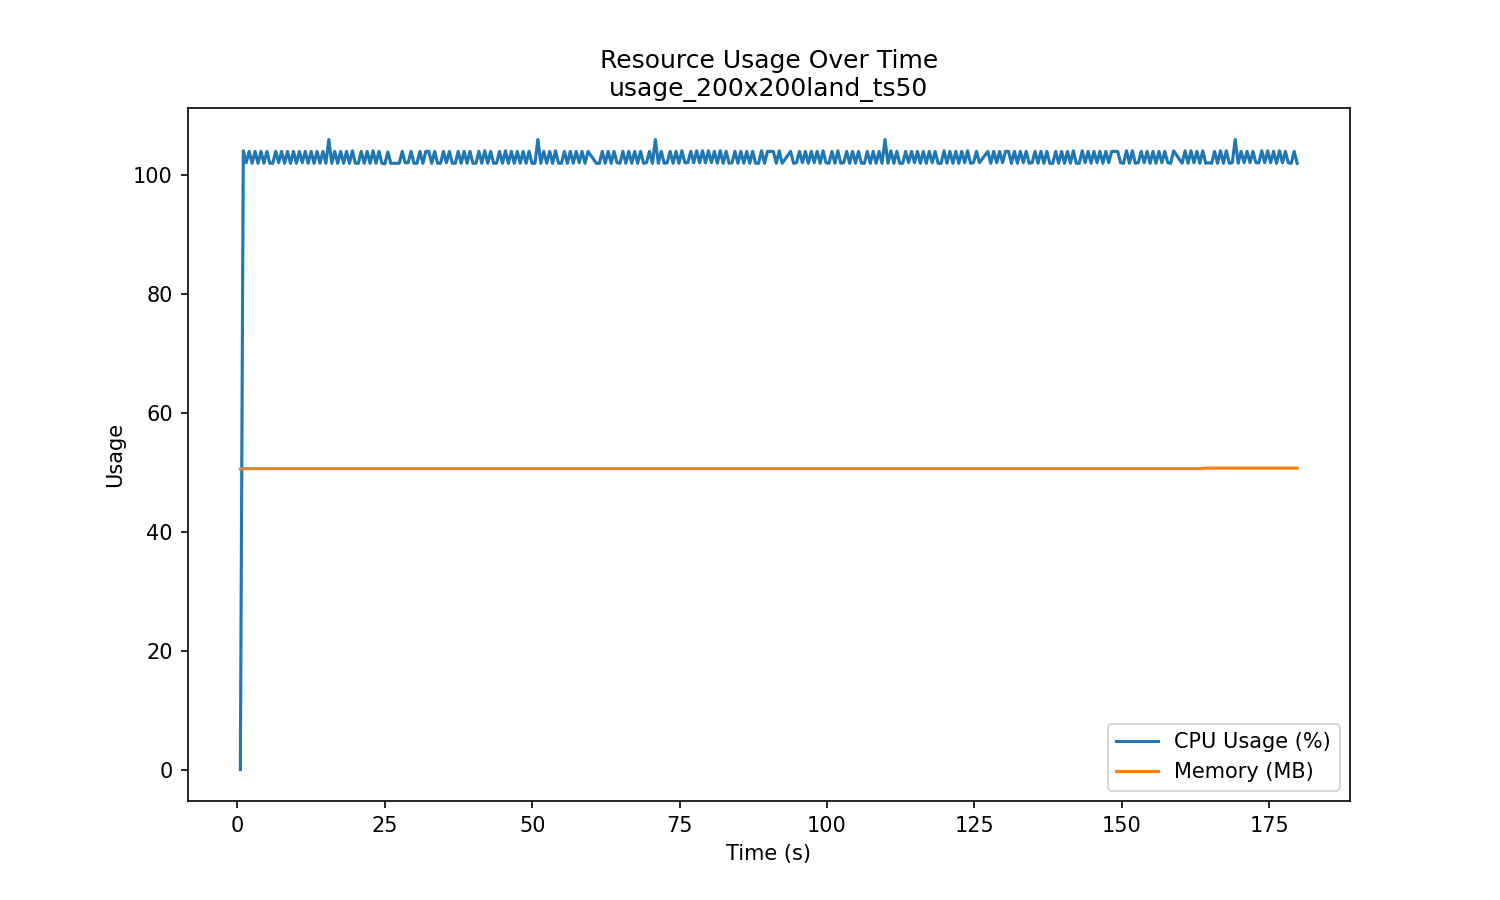 Resource Usage Over Time
usage_200x200land_ts50
Usage
100
80
60
40
20
0
0 25 50 75 100 125 150 175
Time (s)
CPU Usage (%)
Memory (MB)